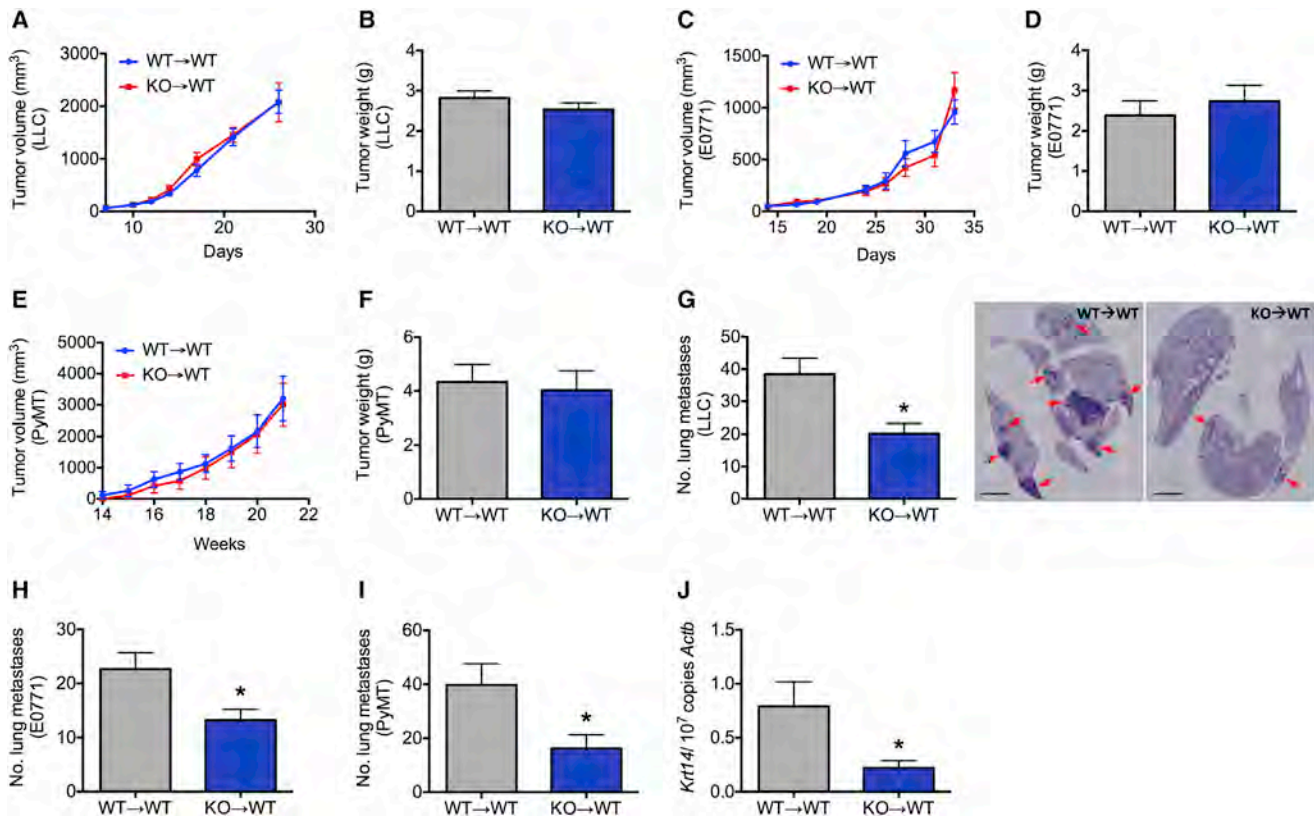 A
Tumor volume (mm³)
(LLC)
3000
2000
1000
0
WT→WT
KO→WT
10
20
30
Days
B
Tumor weight (g)
(LLC)
4
3
2
1
0
WT→WT
KO→WT
C
Tumor volume (mm³)
(E0771)
1500
1000
500
0
WT→WT
KO→WT
15
20
25
30
35
Days
D
Tumor weight (g)
(E0771)
4
3
2
1
0
WT→WT
KO→WT
E
Tumor volume (mm³)
(PyMT)
5000
4000
3000
2000
1000
0
WT→WT
KO→WT
14
16
18
20
22
Weeks
F
Tumor weight (g)
(PyMT)
6
4
2
0
WT→WT
KO→WT
G
No. lung metastases
(LLC)
50
40
30
20
10
0
*
WT→WT
KO→WT
WT→WT
KO→WT
H
No. lung metastases
(E0771)
30
20
10
0
*
WT→WT
KO→WT
I
No. lung metastases
(PyMT)
60
40
20
0
*
WT→WT
KO→WT
J
Krt14/ 10⁷ copies Actb
1.5
1.0
0.5
0.0
*
WT→WT
KO→WT